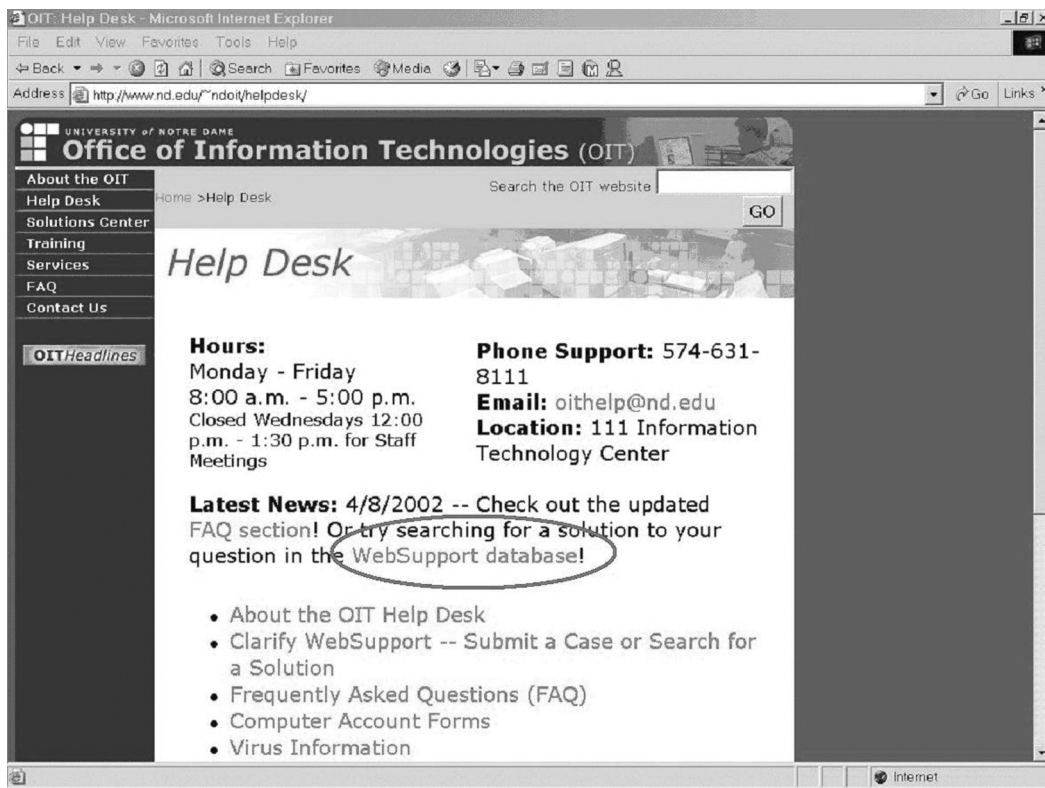 OIT: Help Desk - Microsoft Internet Explorer
File Edit View Favorites Tools Help
Back Search Favorites Media
Address http://www.nd.edu/~ndoit/helpdesk/ Go Links
UNIVERSITY of NOTRE DAME
Office of Information Technologies (OIT)
About the OIT
Help Desk
Solutions Center
Training
Services
FAQ
Contact Us
OITHeadlines
Home >Help Desk
Search the OIT website
GO
Help Desk
Hours:
Monday - Friday
8:00 a.m. - 5:00 p.m.
Closed Wednesdays 12:00
p.m. - 1:30 p.m. for Staff
Meetings
Phone Support: 574-631-
8111
Email: oithelp@nd.edu
Location: 111 Information
Technology Center
Latest News: 4/8/2002 -- Check out the updated
FAQ section! Or try searching for a solution to your
question in the WebSupport database!
• About the OIT Help Desk
• Clarify WebSupport -- Submit a Case or Search for
a Solution
• Frequently Asked Questions (FAQ)
• Computer Account Forms
• Virus Information
Internet